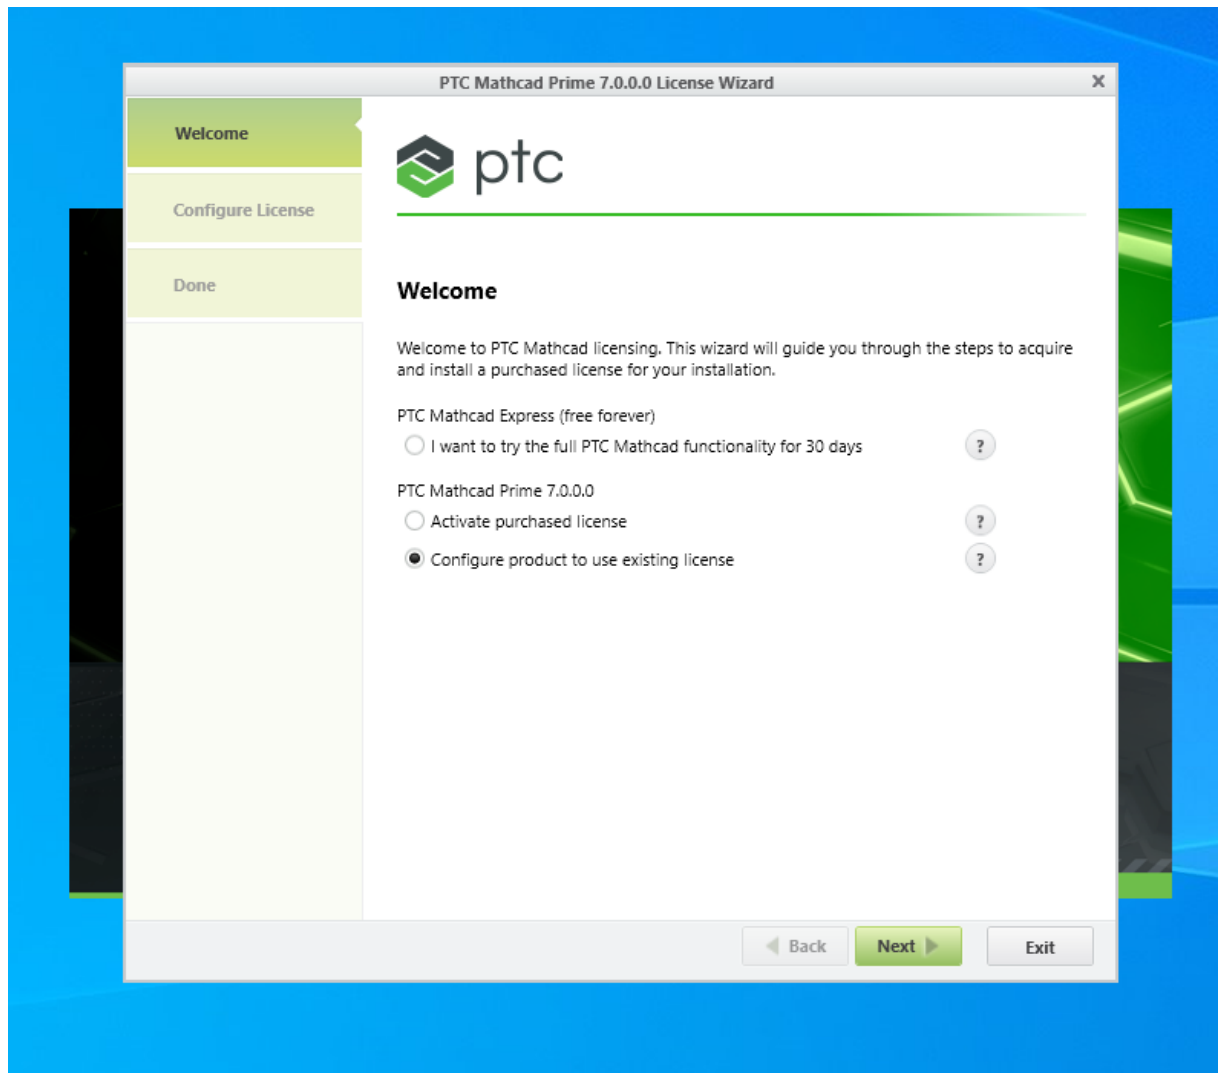 PTC Mathcad Prime 7.0.0.0 License Wizard
X
Welcome
Configure License
Done
ptc
Welcome
Welcome to PTC Mathcad licensing. This wizard will guide you through the steps to acquire
and install a purchased license for your installation.
PTC Mathcad Express (free forever)
I want to try the full PTC Mathcad functionality for 30 days ?
PTC Mathcad Prime 7.0.0.0
Activate purchased license ?
Configure product to use existing license ?
Back Next Exit